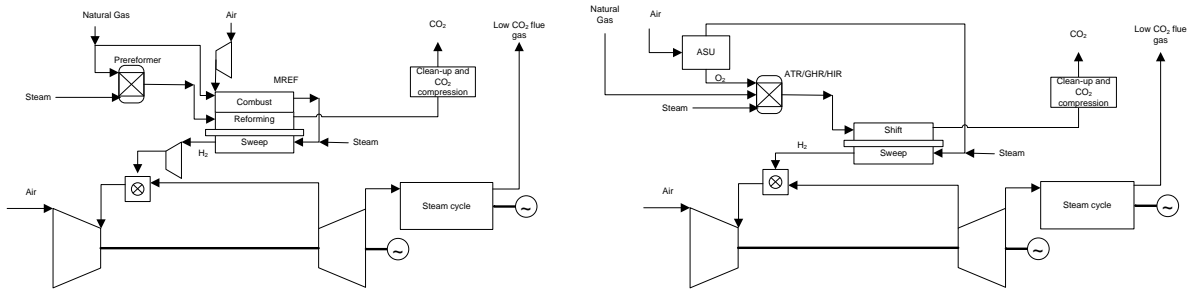 Natural Gas
Air
CO2
Low CO2 flue
gas
Prereformer
MREF
Clean-up and
CO2
compression
Combust
Steam
Reforming
Steam
Sweep
H2
Air
Steam cycle
~
~
Natural
Gas
Air
CO2
Low CO2 flue
gas
ASU
O2
ATR/GHR/HIR
Clean-up and
CO2
compression
Steam
Shift
Steam
Sweep
H2
Air
Steam cycle
~
~